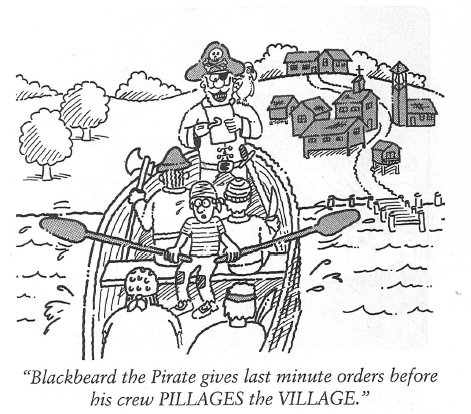 “Blackbeard the Pirate gives last minute orders before
his crew PILLAGES the VILLAGE.”